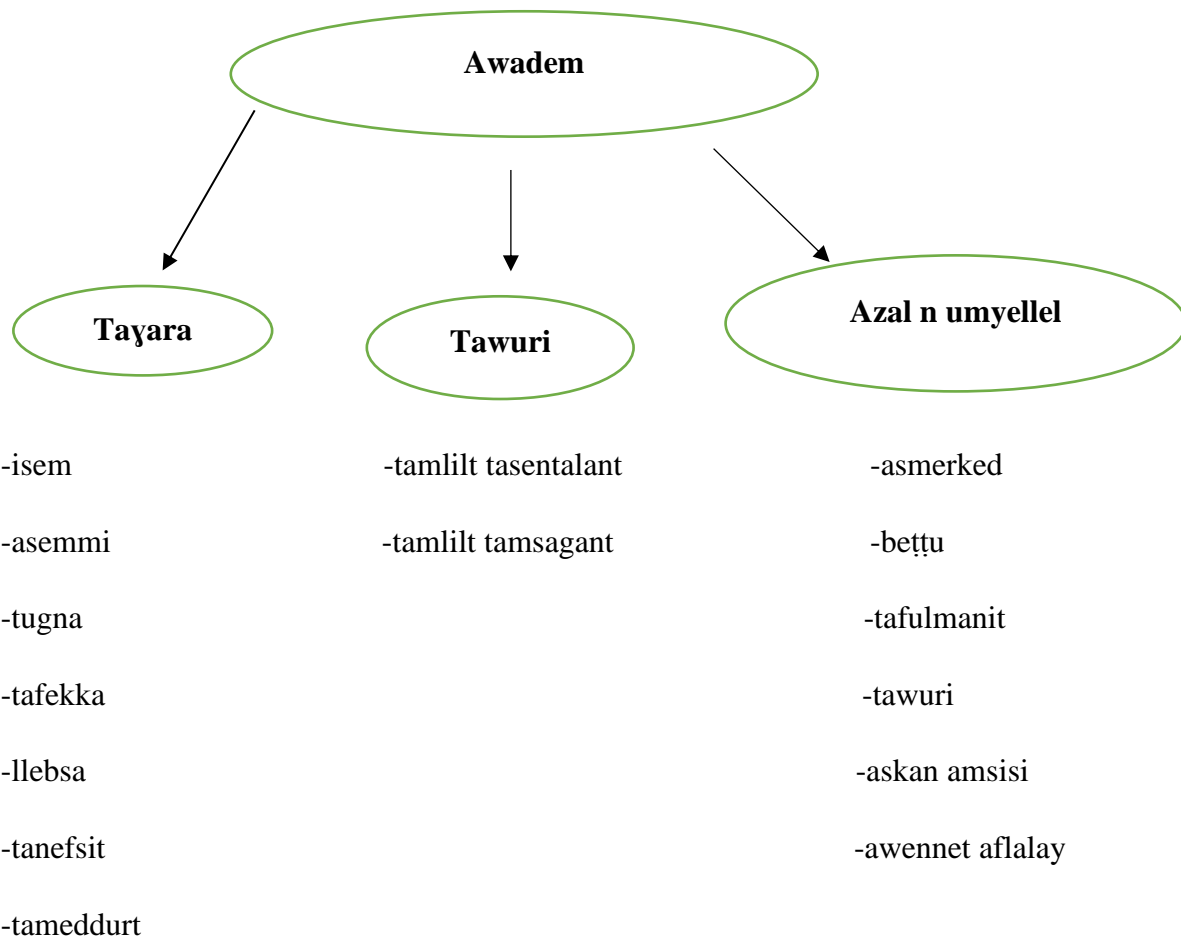 Awadem
Taɣara
Tawuri
Azal n umyellel
-isem
-tamlilt tasentalant
-asmerked
-asemmi
-tamlilt tamsagant
-beṭṭu
-tugna
-tafulmanit
-tafekka
-tawuri
-llebsa
-askan amsisi
-tanefsit
-awennet aflalay
-tameddurt